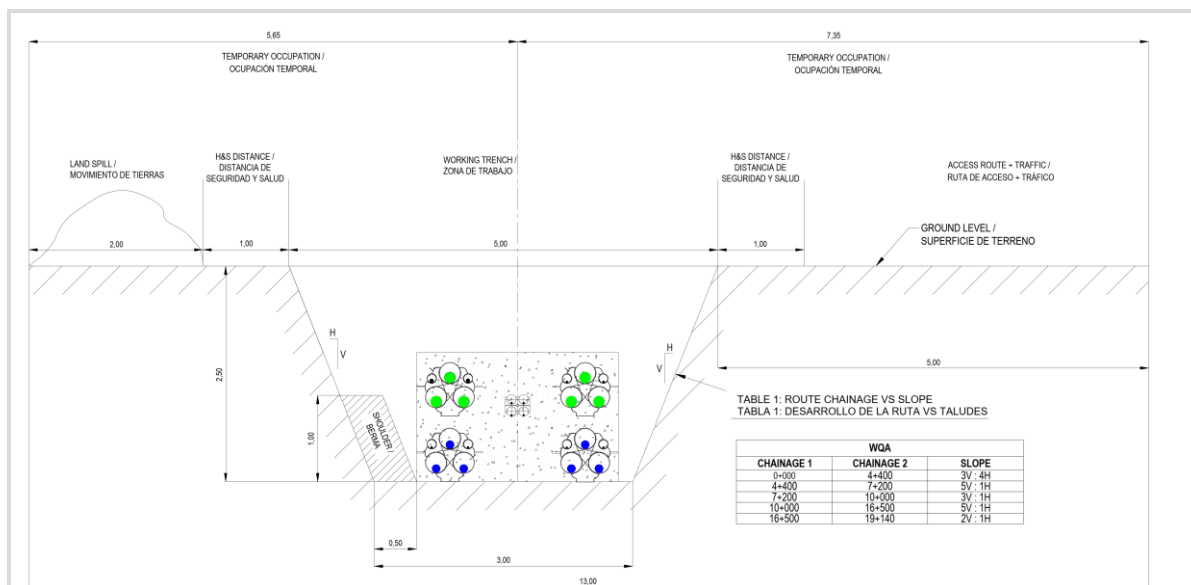 5,65
7,35
TEMPORARY OCCUPATION /
OCUPACIÓN TEMPORAL
TEMPORARY OCCUPATION /
OCUPACIÓN TEMPORAL
LAND SPILL /
MOVIMIENTO DE TIERRAS
H&S DISTANCE /
DISTANCIA DE
SEGURIDAD Y SALUD
WORKING TRENCH /
ZONA DE TRABAJO
H&S DISTANCE /
DISTANCIA DE
SEGURIDAD Y SALUD
ACCESS ROUTE + TRAFFIC /
RUTA DE ACCESO + TRÁFICO
GROUND LEVEL /
SUPERFICIE DE TERRENO
2,00
1,00
5,00
1,00
H
V
H
V
2,50
5,00
1,00
SHOULDER /
BERMA
TABLE 1: ROUTE CHAINAGE VS SLOPE
TABLA 1: DESARROLLO DE LA RUTA VS TALUDES
WQA
CHAINAGE 1 CHAINAGE 2 SLOPE
0+000 4+400 3V : 4H
4+400 7+200 5V : 1H
7+200 10+000 3V : 1H
10+000 16+500 5V : 1H
16+500 19+140 2V : 1H
0,50
3,00
13,00